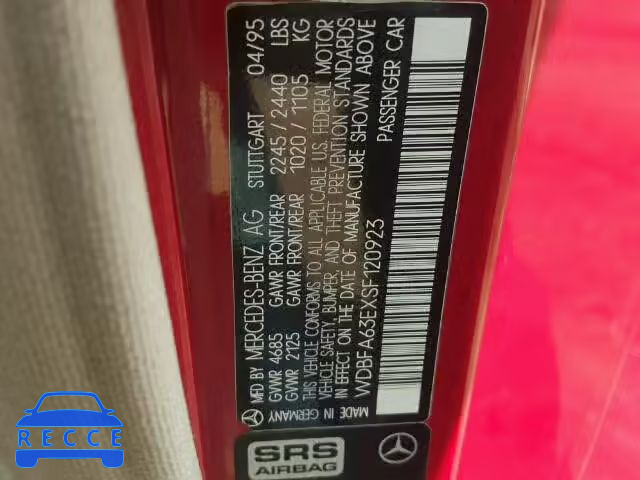 MFD BY MERCEDES-BENZ AG STUTTGART 04/95
GVWR 4685 GAWR FRONT/REAR 2245 / 2440 LBS
GVWR 2125 GAWR FRONT/REAR 1020 / 1105 KG
THIS VEHICLE CONFORMS TO ALL APPLICABLE U.S. FEDERAL MOTOR
VEHICLE SAFETY, BUMPER, AND THEFT PREVENTION STANDARDS
IN EFFECT ON THE DATE OF MANUFACTURE SHOWN ABOVE
WDBFA63EXSF120923 PASSENGER CAR
MADE IN GERMANY
SRS
AIRBAG
RECCE